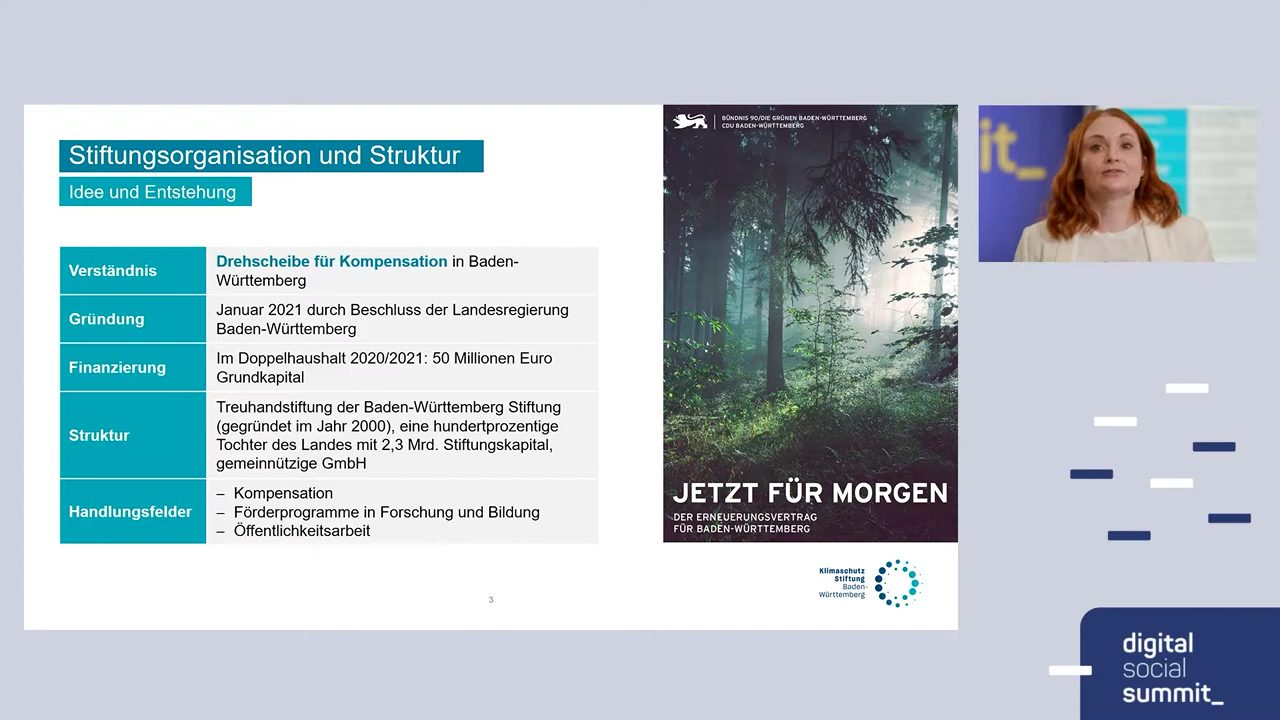 Stiftungsorganisation und Struktur
Idee und Entstehung
Verständnis
Drehscheibe für Kompensation in Baden-
Württemberg
Gründung
Januar 2021 durch Beschluss der Landesregierung
Baden-Württemberg
Finanzierung
Im Doppelhaushalt 2020/2021: 50 Millionen Euro
Grundkapital
Struktur
Treuhandstiftung der Baden-Württemberg Stiftung
(gegründet im Jahr 2000), eine hundertprozentige
Tochter des Landes mit 2,3 Mrd. Stiftungskapital,
gemeinnützige GmbH
Handlungsfelder
– Kompensation
– Förderprogramme in Forschung und Bildung
– Öffentlichkeitsarbeit
3
BÜNDNIS 90/DIE GRÜNEN BADEN-WÜRTTEMBERG
CDU BADEN-WÜRTTEMBERG
JETZT FÜR MORGEN
DER ERNEUERUNGSVERTRAG
FÜR BADEN-WÜRTTEMBERG
Klimaschutz
Stiftung
Baden-
Württemberg
it_
digital
social
summit_